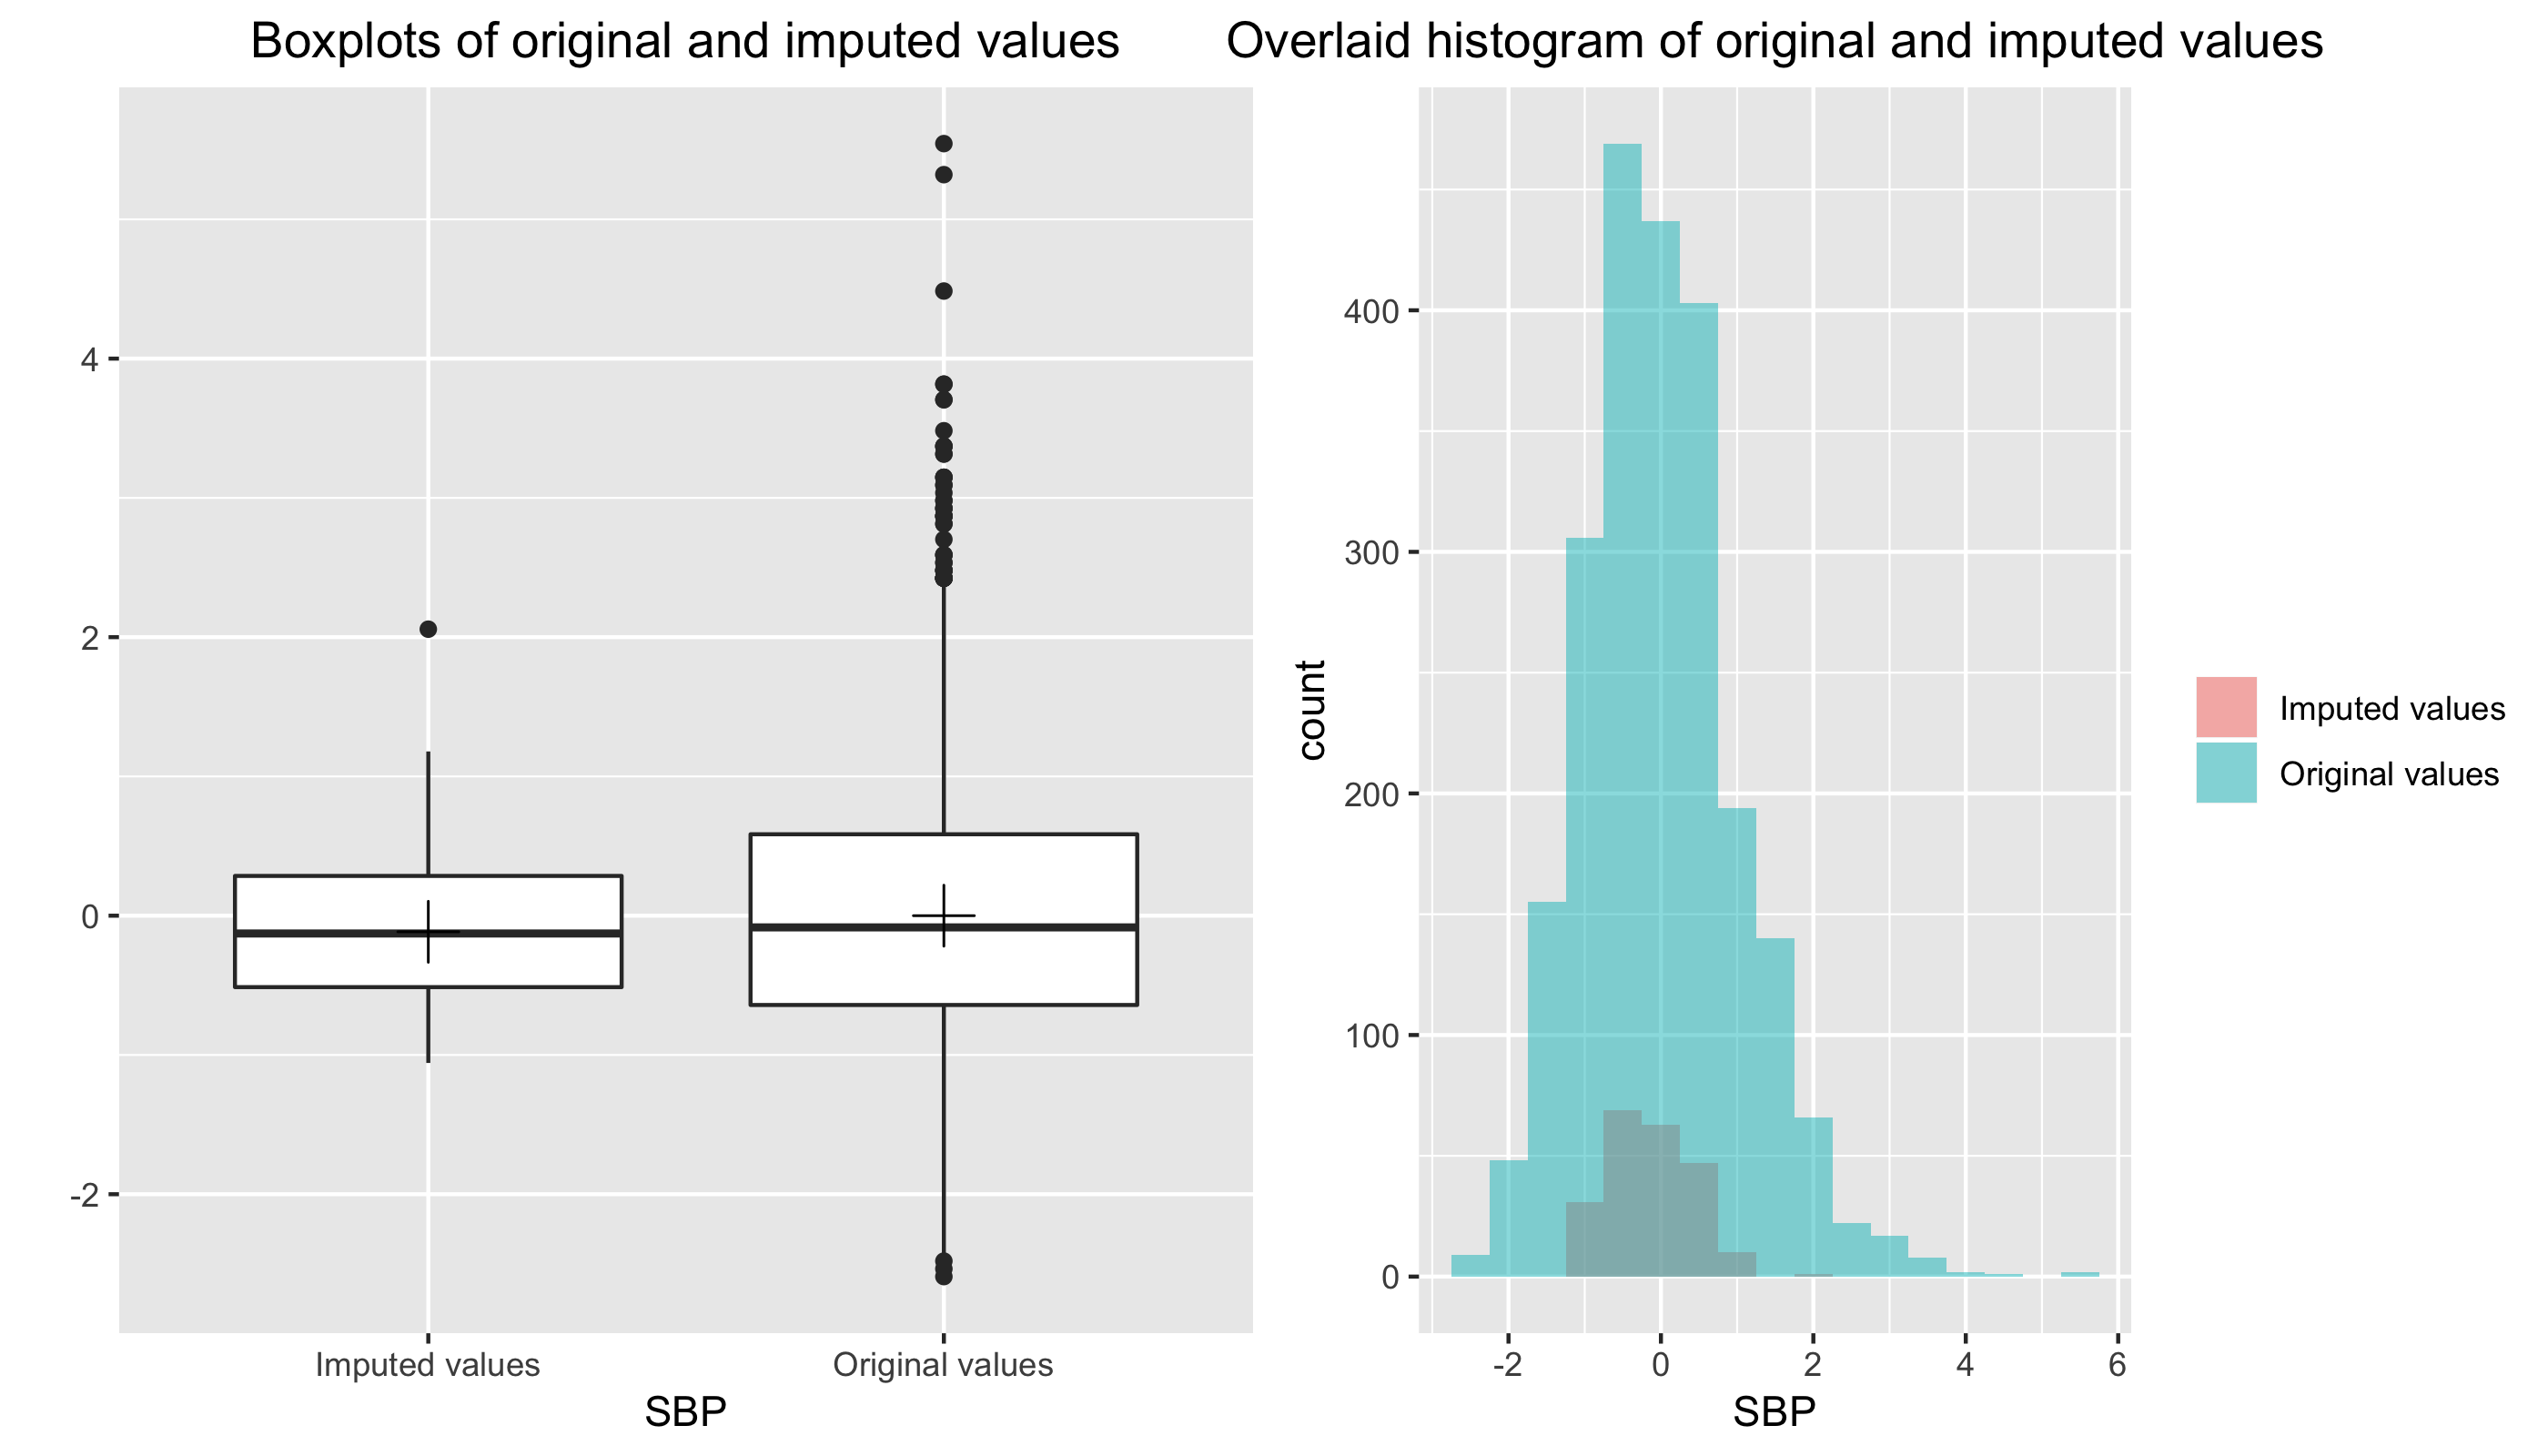 Boxplots of original and imputed values
4
2
0
-2
Imputed values
Original values
SBP
Overlaid histogram of original and imputed values
count
400
300
200
100
0
-2
0
2
4
6
SBP
Imputed values
Original values